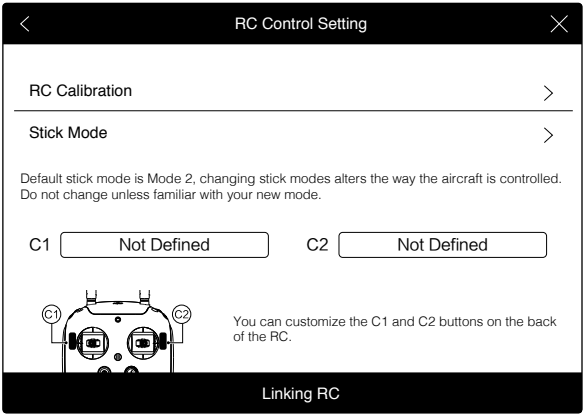 RC Control Setting
RC Calibration
Stick Mode
Default stick mode is Mode 2, changing stick modes alters the way the aircraft is controlled.
Do not change unless familiar with your new mode.
C1 Not Defined C2 Not Defined
C1 C2
You can customize the C1 and C2 buttons on the back
of the RC.
Linking RC